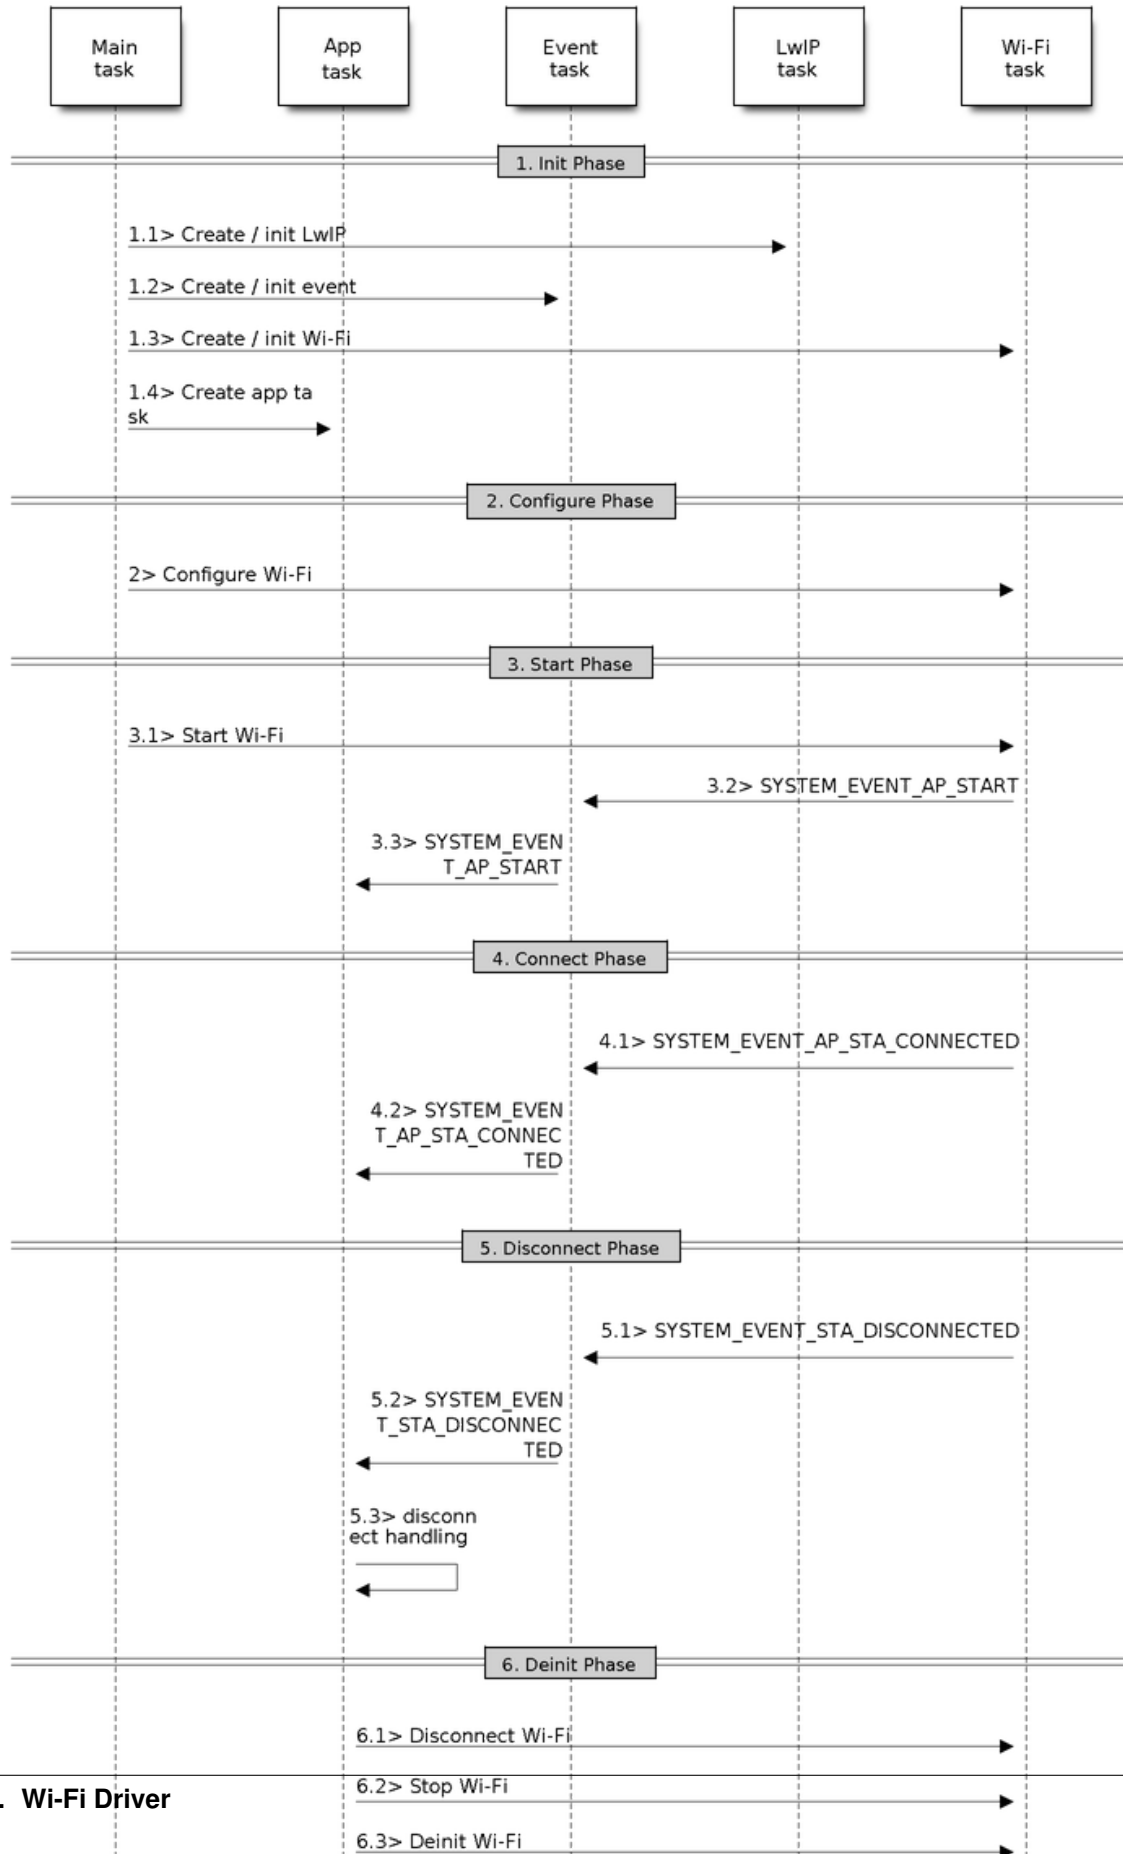 Main
task
App
task
Event
task
LwIP
task
Wi-Fi
task
1. Init Phase
1.1> Create / init LwIP
1.2> Create / init event
1.3> Create / init Wi-Fi
1.4> Create app ta
sk
2. Configure Phase
2> Configure Wi-Fi
3. Start Phase
3.1> Start Wi-Fi
3.2> SYSTEM_EVENT_AP_START
3.3> SYSTEM_EVEN
T_AP_START
4. Connect Phase
4.1> SYSTEM_EVENT_AP_STA_CONNECTED
4.2> SYSTEM_EVEN
T_AP_STA_CONNEC
TED
5. Disconnect Phase
5.1> SYSTEM_EVENT_STA_DISCONNECTED
5.2> SYSTEM_EVEN
T_STA_DISCONNEC
TED
5.3> disconn
ect handling
6. Deinit Phase
6.1> Disconnect Wi-Fi
6.2> Stop Wi-Fi
. Wi-Fi Driver
6.3> Deinit Wi-Fi